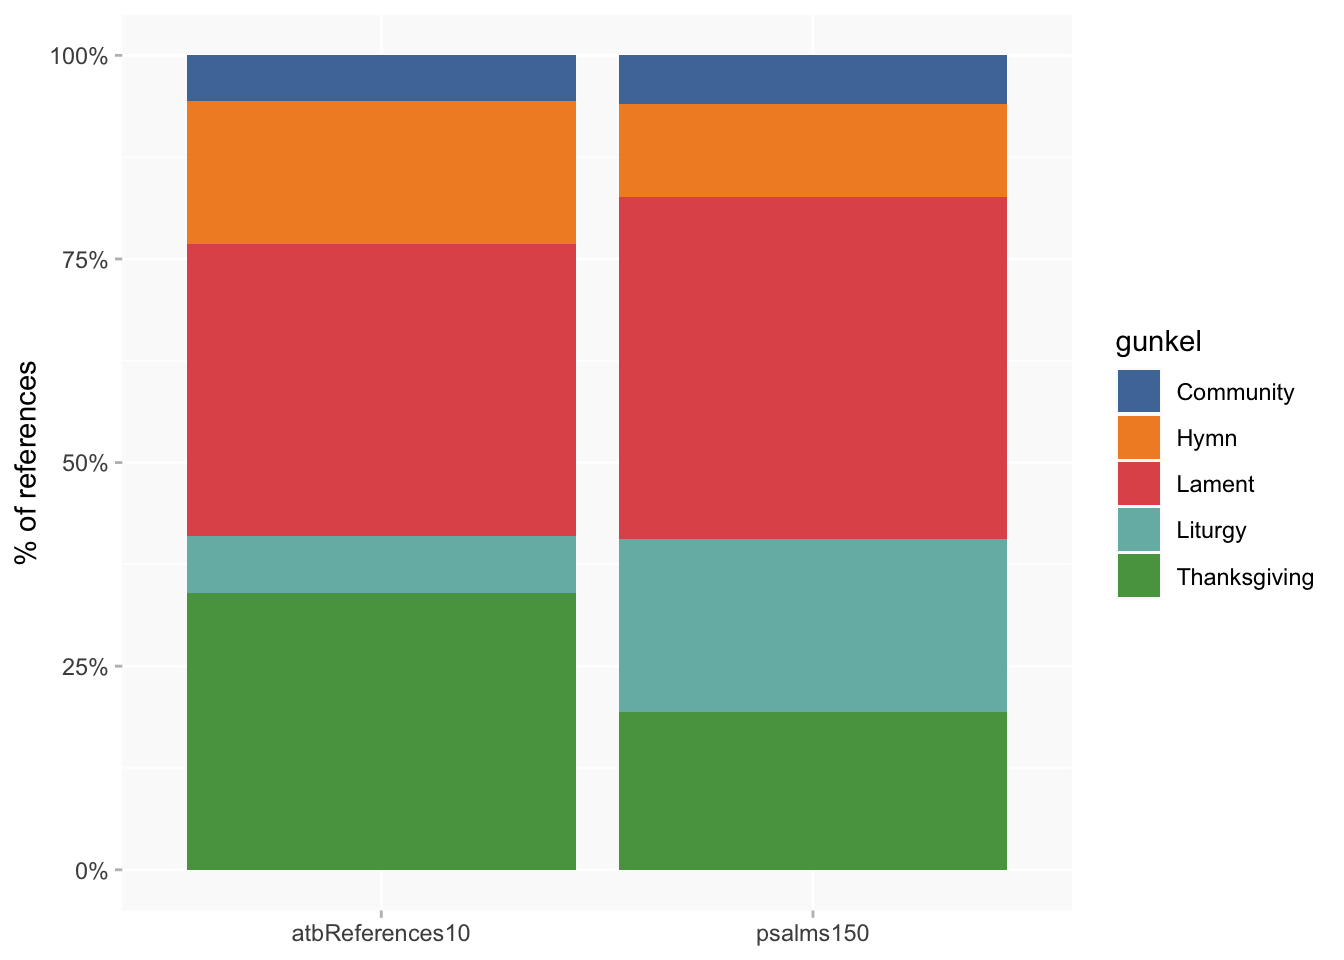 100%
75%
50%
25%
0%
% of references
atbReferences10
psalms150
gunkel
Community
Hymn
Lament
Liturgy
Thanksgiving